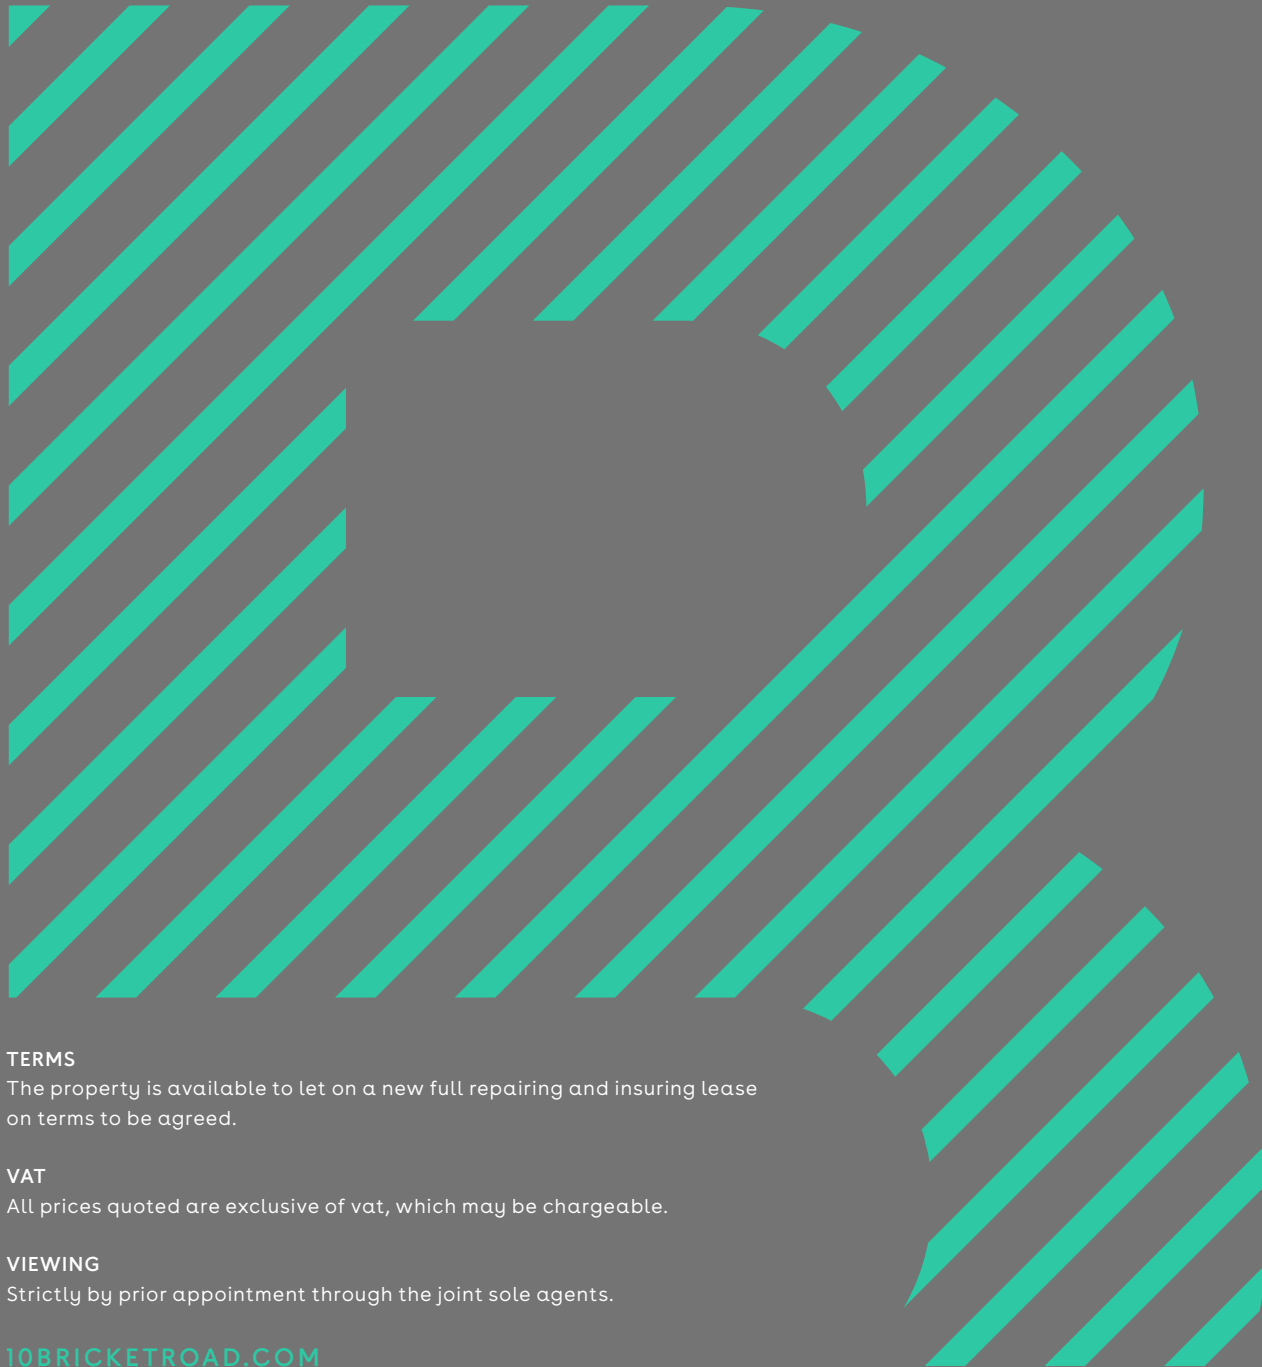 TERMS
The property is available to let on a new full repairing and insuring lease
on terms to be agreed.
VAT
All prices quoted are exclusive of vat, which may be chargeable.
VIEWING
Strictly by prior appointment through the joint sole agents.
10BRICKETROAD.COM